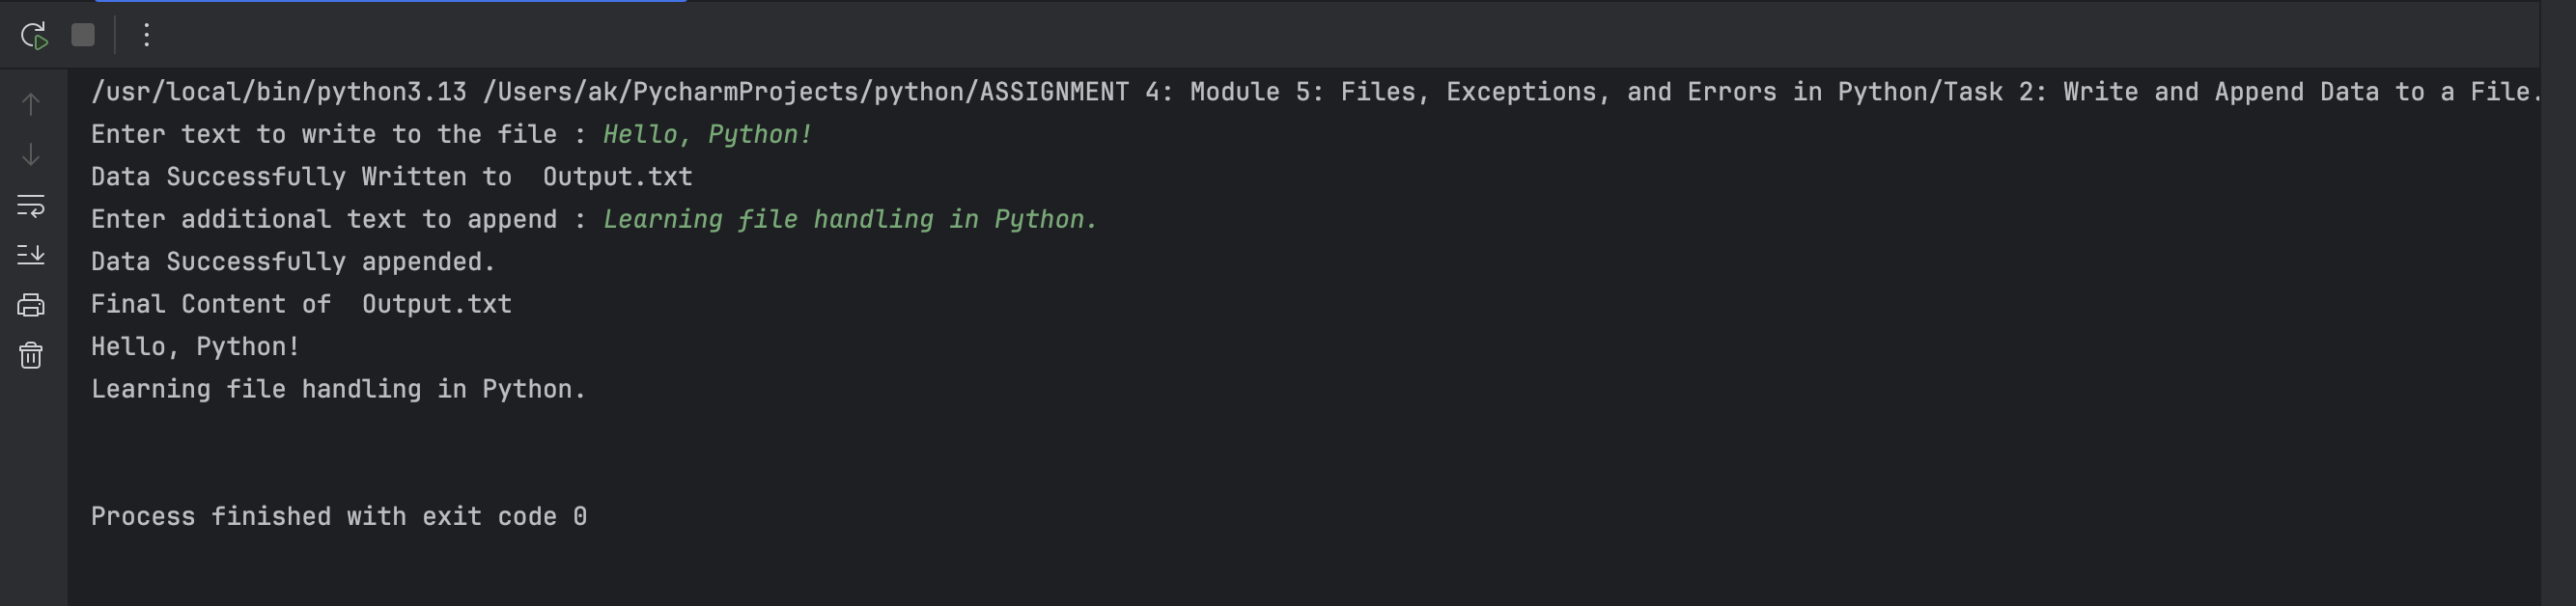 /usr/local/bin/python3.13 /Users/ak/PycharmProjects/python/ASSIGNMENT 4: Module 5: Files, Exceptions, and Errors in Python/Task 2: Write and Append Data to a File.
Enter text to write to the file : Hello, Python!
Data Successfully Written to  Output.txt
Enter additional text to append : Learning file handling in Python.
Data Successfully appended.
Final Content of  Output.txt
Hello, Python!
Learning file handling in Python.
Process finished with exit code 0